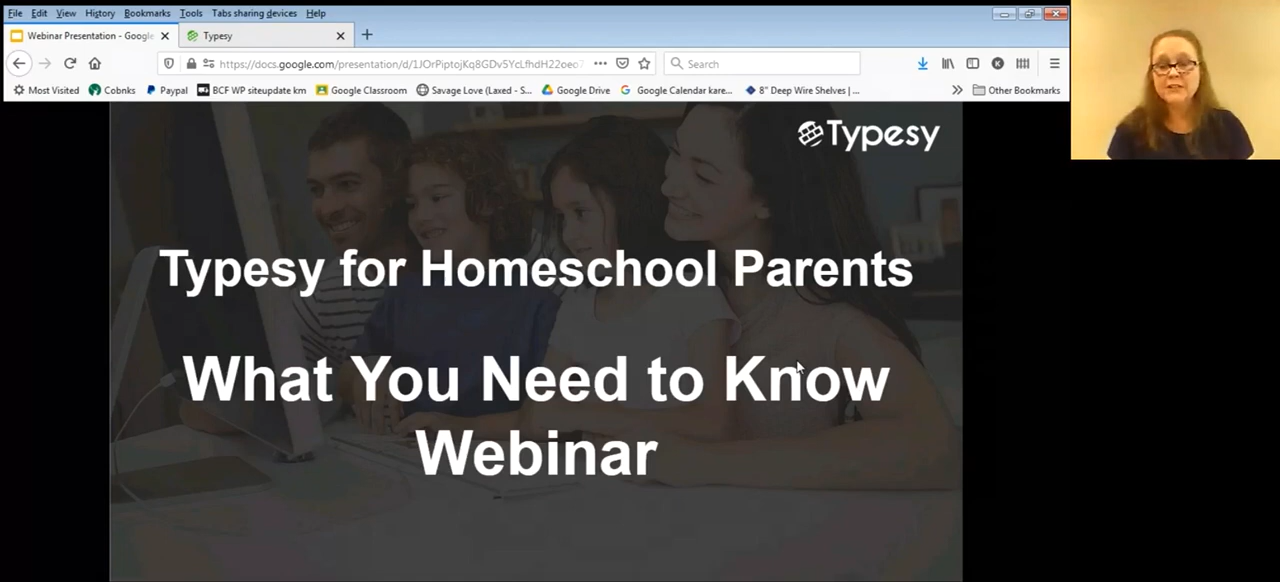 File Edit View History Bookmarks Tools Tabs sharing devices Help
Webinar Presentation - Google
Typesy
https://docs.google.com/presentation/d/1JOrPiptojKq8GDv5YcLfhdH22oeo7
Search
Most Visited Cobnks Paypal BCF WP siteupdate km Google Classroom Savage Love (Laxed - S... Google Drive Google Calendar kare... 8" Deep Wire Shelves | ... Other Bookmarks
Typesy
Typesy for Homeschool Parents
What You Need to Know
Webinar